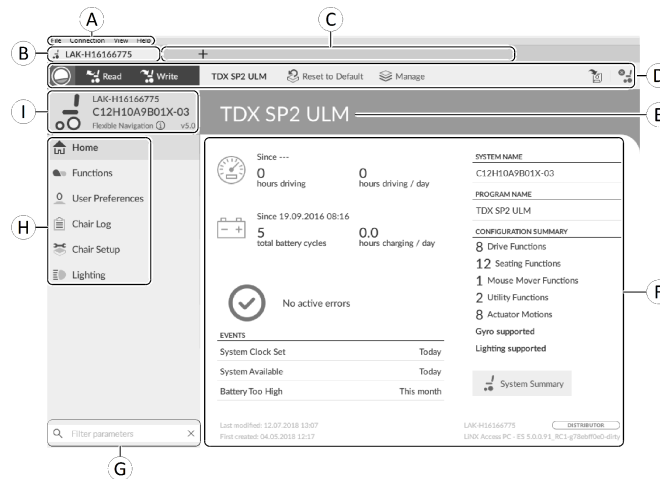 A
C
File Connection View Help
B
LAK-H16166775
+
Read
Write
TDX SP2 ULM
Reset to Default
Manage
D
I
LAK-H16166775
C12H10A9B01X-03
Flexible Navigation
v5.0
TDX SP2 ULM
E
Home
Functions
User Preferences
H
Chair Log
Chair Setup
Lighting
Since ---
0
hours driving
0
hours driving / day
Since 19.09.2016 08:16
5
total battery cycles
0.0
hours charging / day
No active errors
EVENTS
System Clock Set Today
System Available Today
Battery Too High This month
SYSTEM NAME
C12H10A9B01X-03
PROGRAM NAME
TDX SP2 ULM
CONFIGURATION SUMMARY
8 Drive Functions
12 Seating Functions
1 Mouse Mover Functions
F
2 Utility Functions
8 Actuator Motions
Gyro supported
Lighting supported
System Summary
Filter parameters
G
Last modified: 12.07.2018 13:07
First created: 04.05.2018 12:17
LAK-H16166775
DISTRIBUTOR
LINX Access PC - ES 5.0.0.91_RC1-g78ebff0e0-dirty